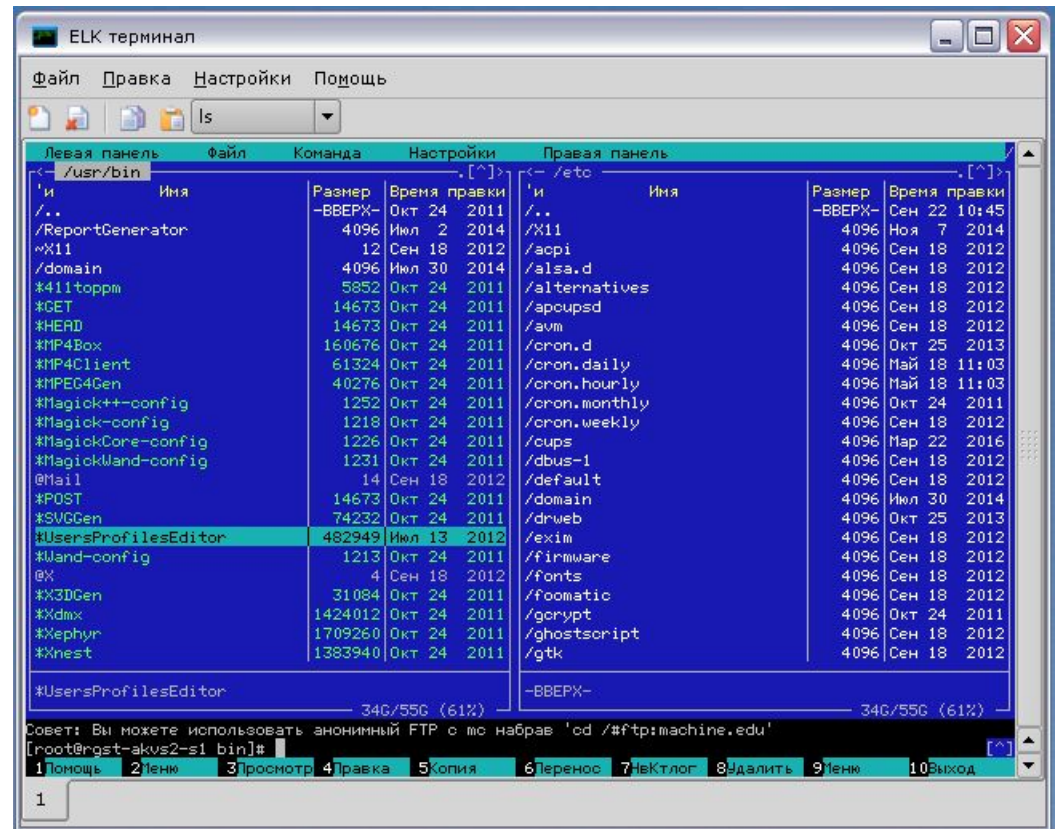 ELK терминал
Файл Правка Настройки Помощь
ls
Левая панель Файл Команда Настройки Правая панель
<- /usr/bin .[^]> <- /etc .[^]>
'и Имя Размер Время правки 'и Имя Размер Время правки
/.. -ВВЕРХ- Окт 24 2011 /.. -ВВЕРХ- Сен 22 10:45
/ReportGenerator 4096 Июл 2 2014 /X11 4096 Ноя 7 2014
~X11 12 Сен 18 2012 /acpi 4096 Сен 18 2012
/domain 4096 Июл 30 2014 /alsa.d 4096 Сен 18 2012
*411toppm 5852 Окт 24 2011 /alternatives 4096 Сен 18 2012
*GET 14673 Окт 24 2011 /apcupsd 4096 Сен 18 2012
*HEAD 14673 Окт 24 2011 /avm 4096 Сен 18 2012
*MP4Box 160676 Окт 24 2011 /cron.d 4096 Окт 25 2013
*MP4Client 61324 Окт 24 2011 /cron.daily 4096 Май 18 11:03
*MPEG4Gen 40276 Окт 24 2011 /cron.hourly 4096 Май 18 11:03
*Magick++-config 1252 Окт 24 2011 /cron.monthly 4096 Окт 24 2011
*Magick-config 1218 Окт 24 2011 /cron.weekly 4096 Сен 18 2012
*MagickCore-config 1226 Окт 24 2011 /cups 4096 Мар 22 2016
*MagickWand-config 1231 Окт 24 2011 /dbus-1 4096 Сен 18 2012
@Mail 14 Сен 18 2012 /default 4096 Сен 18 2012
*POST 14673 Окт 24 2011 /domain 4096 Июл 30 2014
*SVGGen 74232 Окт 24 2011 /drweb 4096 Окт 25 2013
*UsersProfilesEditor 482949 Июл 13 2012 /exim 4096 Сен 18 2012
*Wand-config 1213 Окт 24 2011 /firmware 4096 Сен 18 2012
@X 4 Сен 18 2012 /fonts 4096 Сен 18 2012
*X3DGen 31084 Окт 24 2011 /foomatic 4096 Сен 18 2012
*Xdmx 1424012 Окт 24 2011 /gcrypt 4096 Окт 24 2011
*Xephyr 1709260 Окт 24 2011 /ghostscript 4096 Сен 18 2012
*Xnest 1383940 Окт 24 2011 /gtk 4096 Сен 18 2012
*UsersProfilesEditor -ВВЕРХ-
34G/55G (61%) 34G/55G (61%)
Совет: Вы можете использовать анонимный FTP с mc набрав 'cd /#ftp:machine.edu'
[root@rgst-akvs2-s1 bin]# [^]
1Помощь 2Меню 3Просмотр 4Правка 5Копия 6Перенос 7НвКтлог 8Удалить 9Меню 10Выход
1